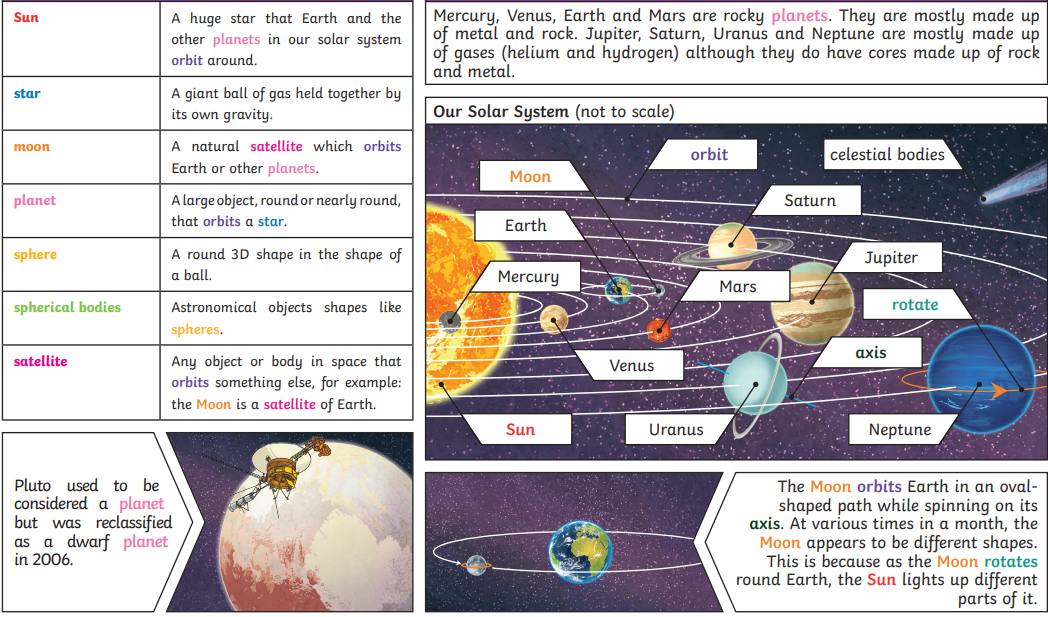 Sun
A huge star that Earth and the
other planets in our solar system
orbit around.
star
A giant ball of gas held together by
its own gravity.
moon
A natural satellite which orbits
Earth or other planets.
planet
A large object, round or nearly round,
that orbits a star.
sphere
A round 3D shape in the shape of
a ball.
spherical bodies
Astronomical objects shapes like
spheres.
satellite
Any object or body in space that
orbits something else, for example:
the Moon is a satellite of Earth.
Pluto used to be
considered a planet
but was reclassified
as a dwarf planet
in 2006.
Mercury, Venus, Earth and Mars are rocky planets. They are mostly made up
of metal and rock. Jupiter, Saturn, Uranus and Neptune are mostly made up
of gases (helium and hydrogen) although they do have cores made up of rock
and metal.
Our Solar System (not to scale)
orbit
celestial bodies
Moon
Saturn
Earth
Jupiter
Mercury
Mars
rotate
Venus
axis
Sun
Uranus
Neptune
The Moon orbits Earth in an oval-
shaped path while spinning on its
axis. At various times in a month, the
Moon appears to be different shapes.
This is because as the Moon rotates
round Earth, the Sun lights up different
parts of it.